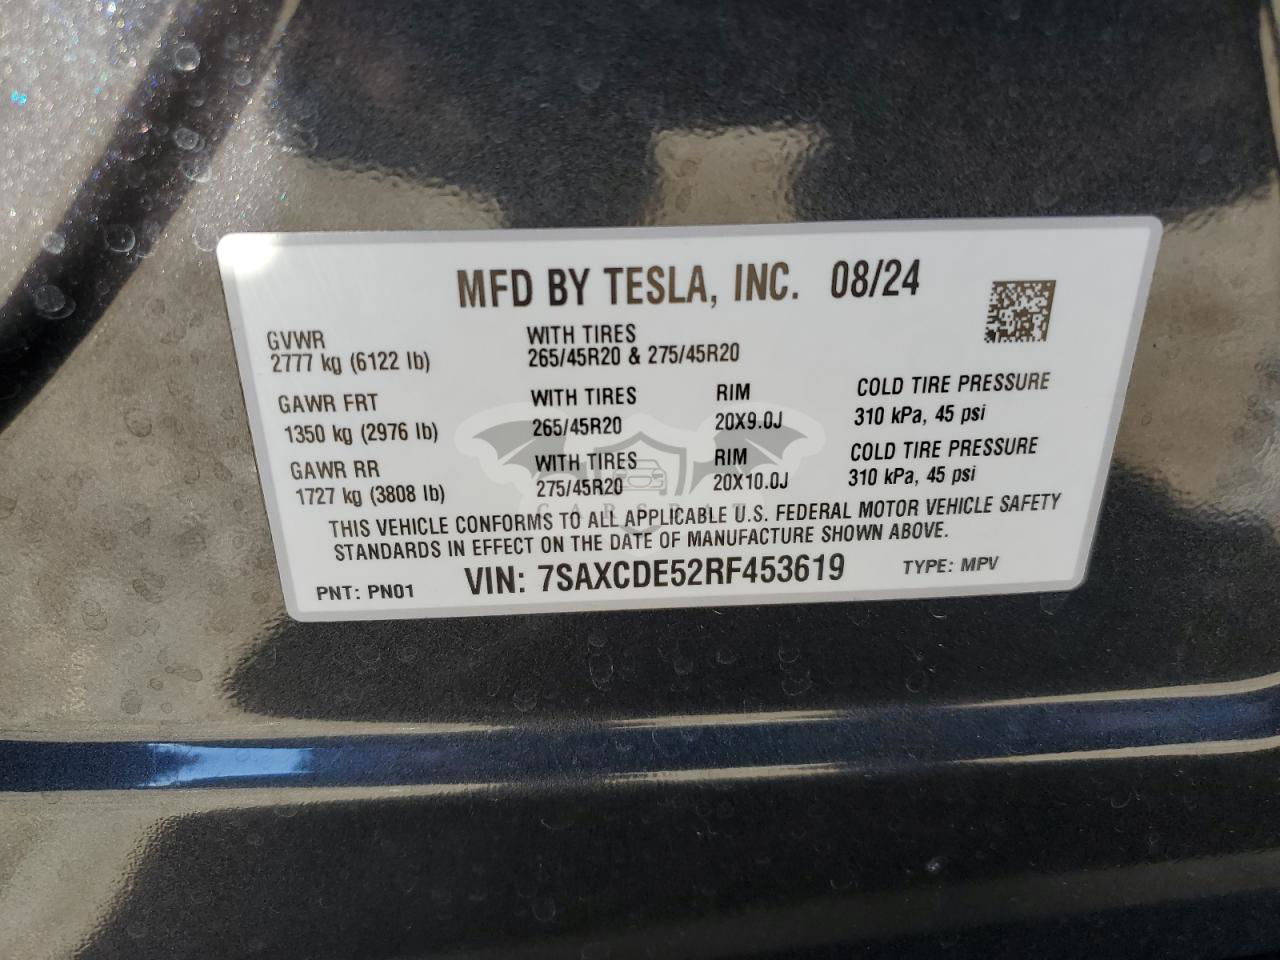 MFD BY TESLA, INC. 08/24
GVWR
2777 kg (6122 lb)
WITH TIRES
265/45R20 & 275/45R20
GAWR FRT
1350 kg (2976 lb)
WITH TIRES
265/45R20
RIM
20X9.0J
COLD TIRE PRESSURE
310 kPa, 45 psi
GAWR RR
1727 kg (3808 lb)
WITH TIRES
275/45R20
RIM
20X10.0J
COLD TIRE PRESSURE
310 kPa, 45 psi
CARSBAT
THIS VEHICLE CONFORMS TO ALL APPLICABLE U.S. FEDERAL MOTOR VEHICLE SAFETY
STANDARDS IN EFFECT ON THE DATE OF MANUFACTURE SHOWN ABOVE.
PNT: PN01
VIN: 7SAXCDE52RF453619
TYPE: MPV